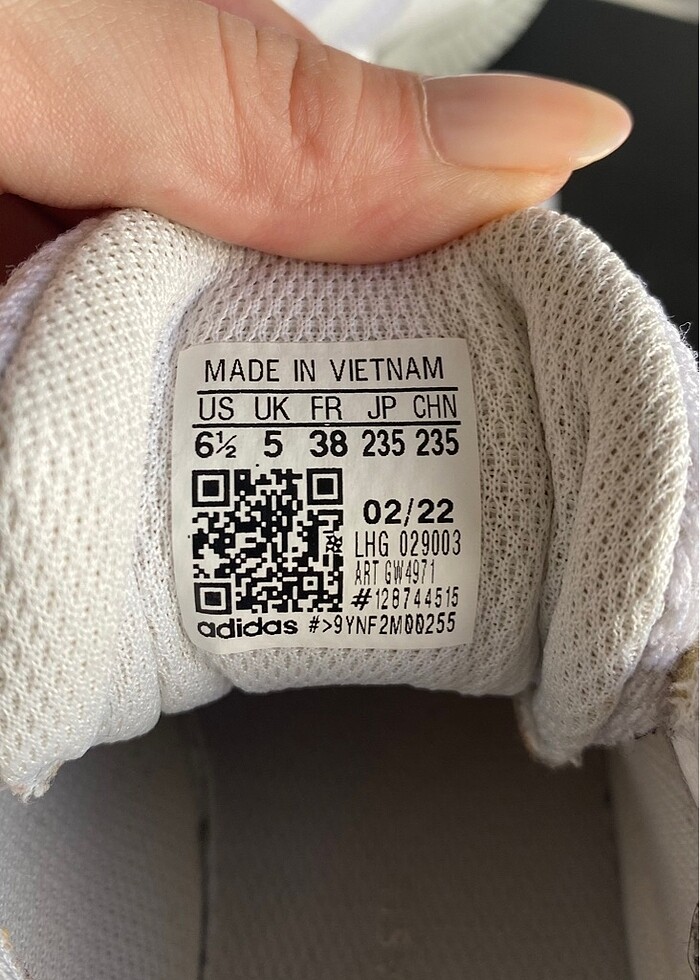 MADE IN VIETNAM
US UK FR JP CHN
6½ 5 38 235 235
02/22
LHG 029003
ART GW4971
#128744515
adidas #>9YNF2M00255